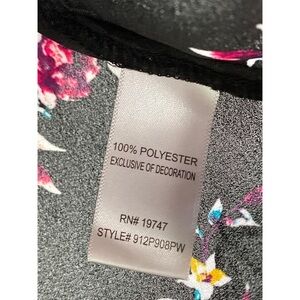 100% POLYESTER
EXCLUSIVE OF DECORATION
RN# 19747
STYLE# 912P908PW